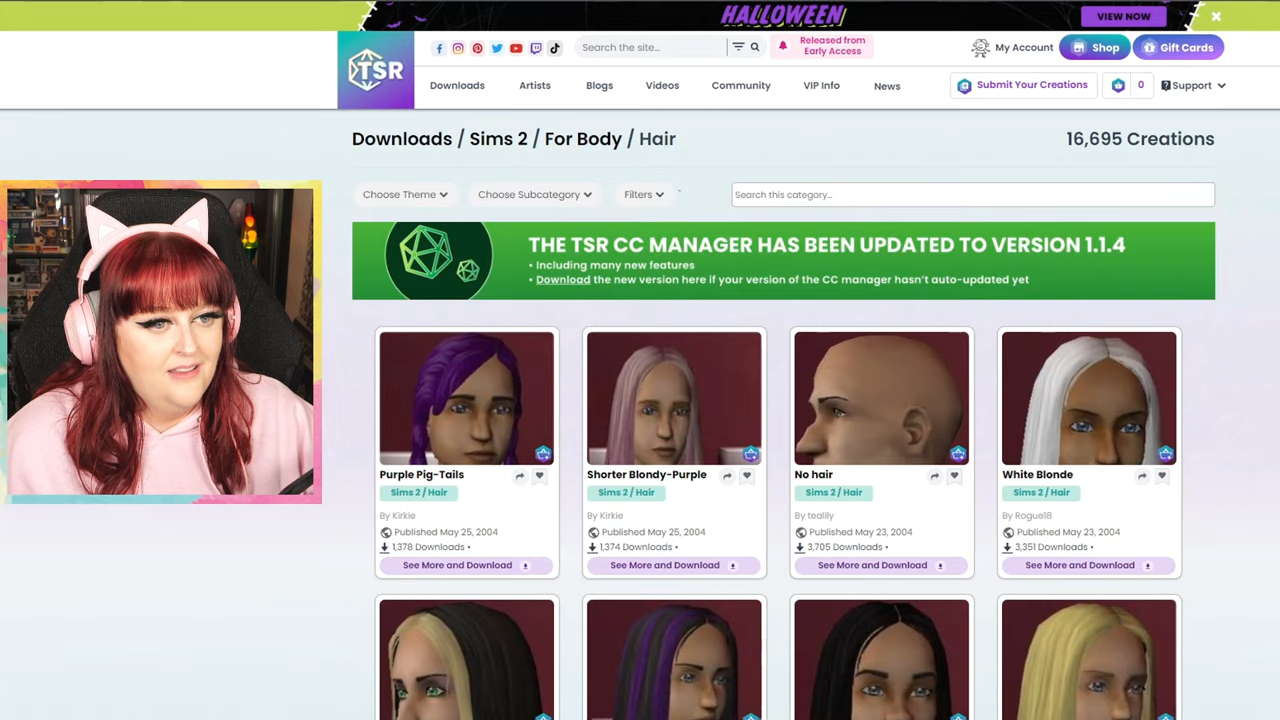 HALLOWEEN
VIEW NOW
TSR
Search the site...
Released from
Early Access
My Account
Shop
Gift Cards
Downloads
Artists
Blogs
Videos
Community
VIP Info
News
Submit Your Creations
0
Support
Downloads / Sims 2 / For Body / Hair
16,695 Creations
Choose Theme
Choose Subcategory
Filters
Search this category...
THE TSR CC MANAGER HAS BEEN UPDATED TO VERSION 1.1.4
• Including many new features
• Download the new version here if your version of the CC manager hasn't auto-updated yet
Purple Pig-Tails
Sims 2 / Hair
By Kirkie
Published May 25, 2004
1,378 Downloads •
See More and Download
Shorter Blondy-Purple
Sims 2 / Hair
By Kirkie
Published May 25, 2004
1,374 Downloads •
See More and Download
No hair
Sims 2 / Hair
By tealily
Published May 23, 2004
3,705 Downloads •
See More and Download
White Blonde
Sims 2 / Hair
By Rogue18
Published May 23, 2004
3,351 Downloads •
See More and Download